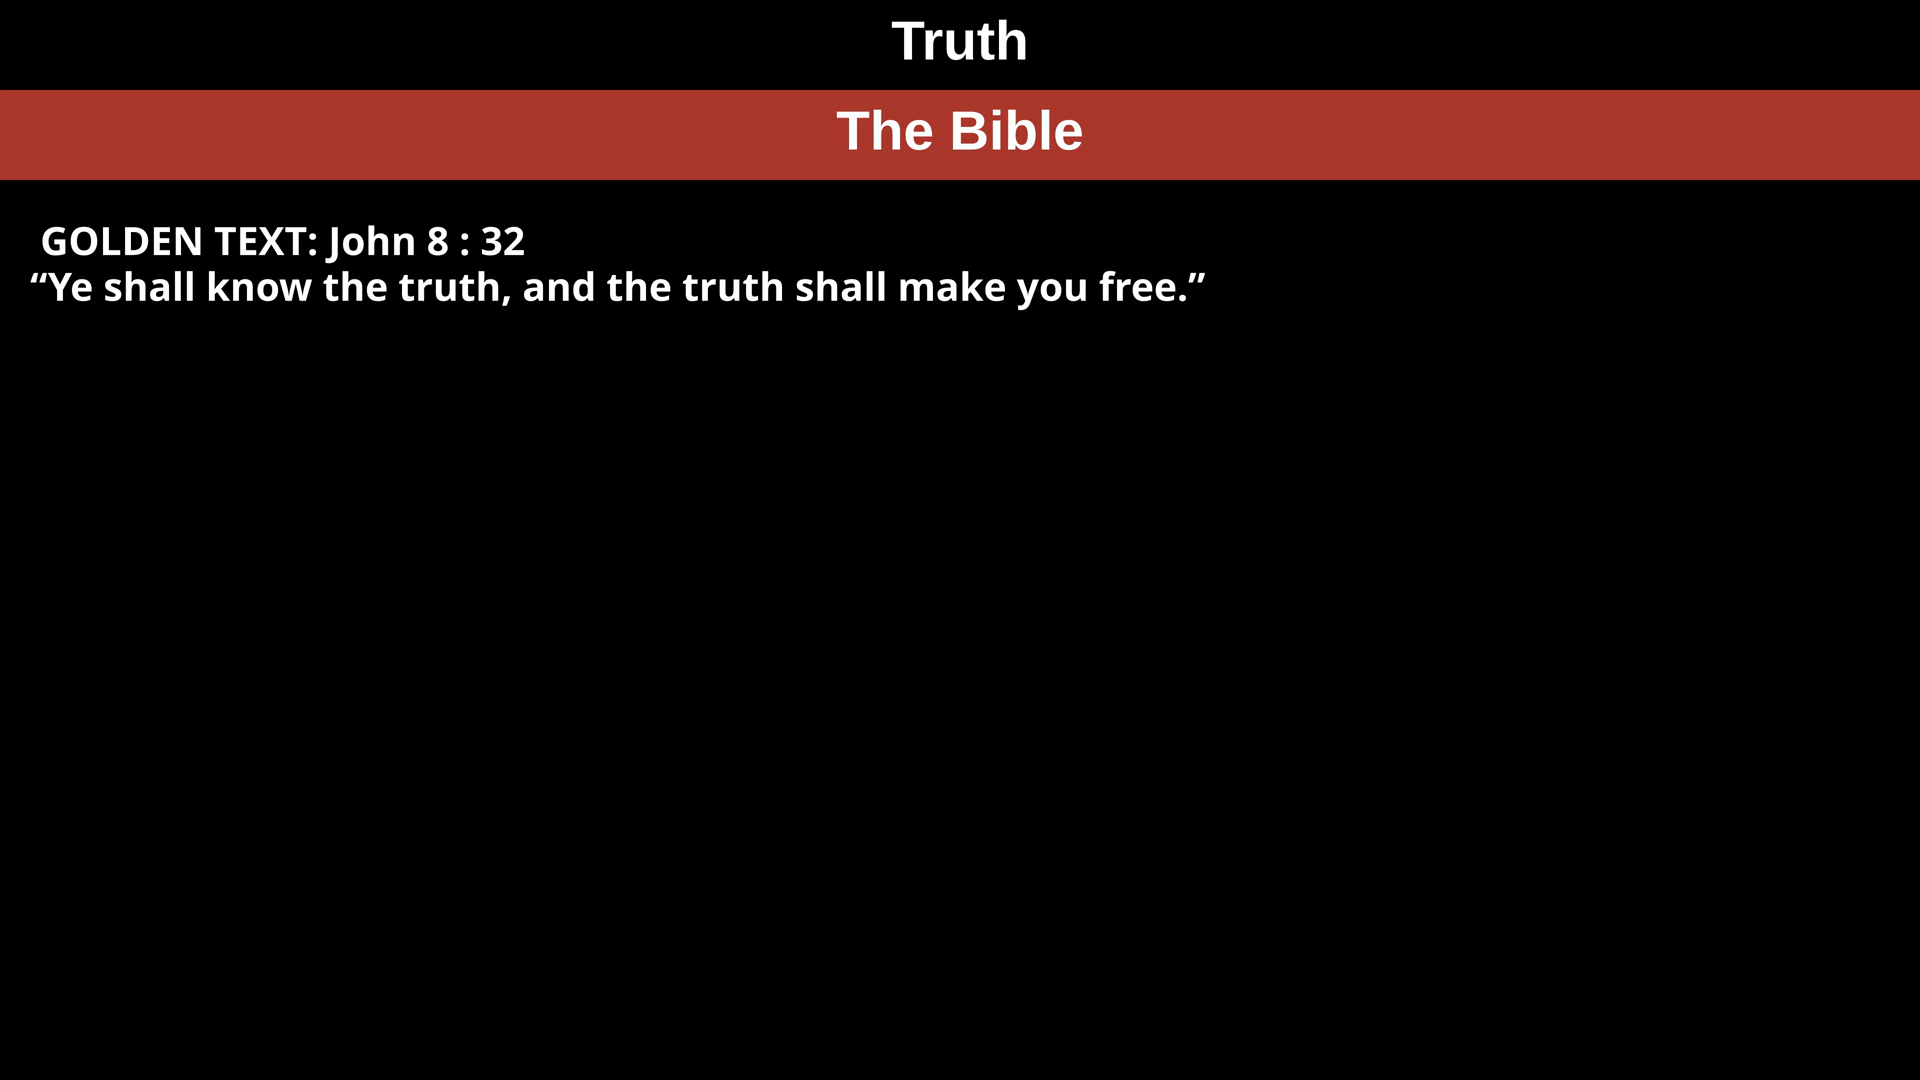 Truth
The Bible
GOLDEN TEXT: John 8 : 32
“Ye shall know the truth, and the truth shall make you free.”